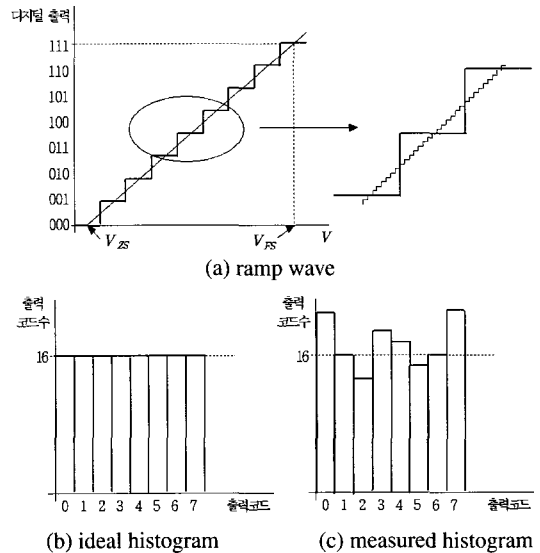 디지털 출력
111
110
101
100
011
010
001
000
V_ZS
V_FS
V
(a) ramp wave
출력
코드수
16
0 1 2 3 4 5 6 7 출력코드
(b) ideal histogram
출력
코드수
16
0 1 2 3 4 5 6 7 출력코드
(c) measured histogram